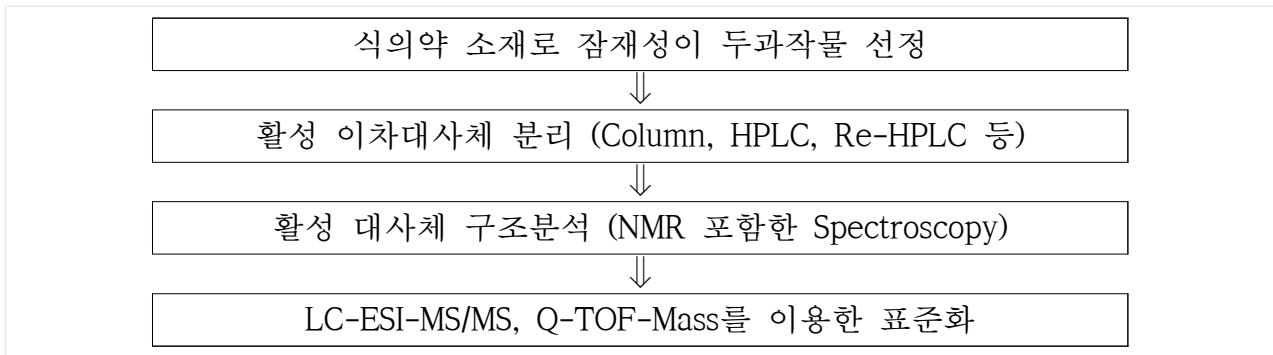 식의약 소재로 잠재성이 두과작물 선정
⇓
활성 이차대사체 분리 (Column, HPLC, Re-HPLC 등)
⇓
활성 대사체 구조분석 (NMR 포함한 Spectroscopy)
⇓
LC-ESI-MS/MS, Q-TOF-Mass를 이용한 표준화